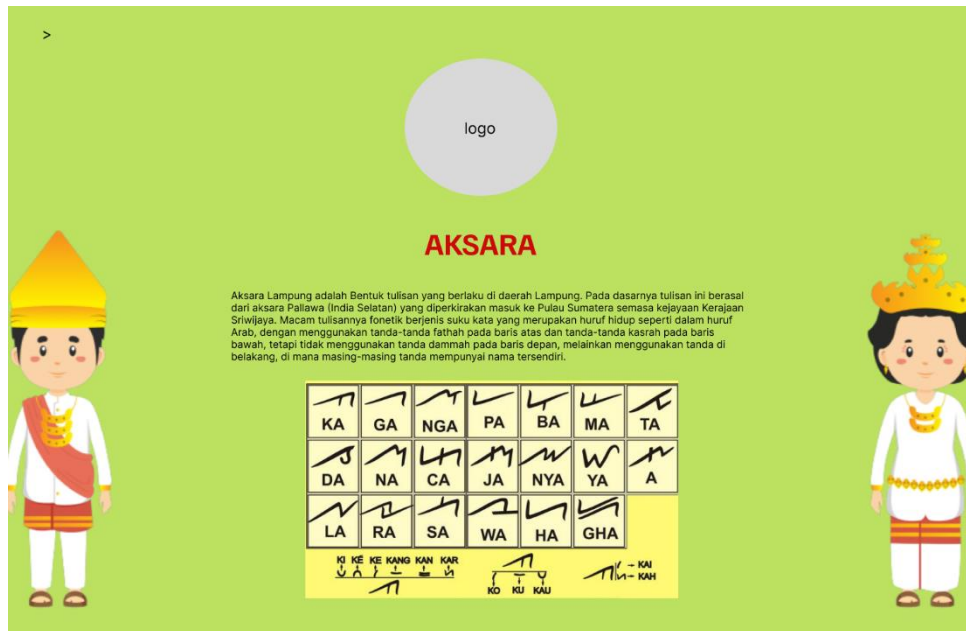 >
logo
AKSARA
Aksara Lampung adalah Bentuk tulisan yang berlaku di daerah Lampung. Pada dasarnya tulisan ini berasal
dari aksara Pallawa (India Selatan) yang diperkirakan masuk ke Pulau Sumatera semasa kejayaan Kerajaan
Sriwijaya. Macam tulisannya fonetik berjenis suku kata yang merupakan huruf hidup seperti dalam huruf
Arab, dengan menggunakan tanda-tanda fathah pada baris atas dan tanda-tanda kasrah pada baris
bawah, tetapi tidak menggunakan tanda dammah pada baris depan, melainkan menggunakan tanda di
belakang, di mana masing-masing tanda mempunyai nama tersendiri.
KA GA NGA PA BA MA TA
DA NA CA JA NYA YA A
LA RA SA WA HA GHA
KI KÉ KE KANG KAN KAR
KO KU KAU
KAI
KAH